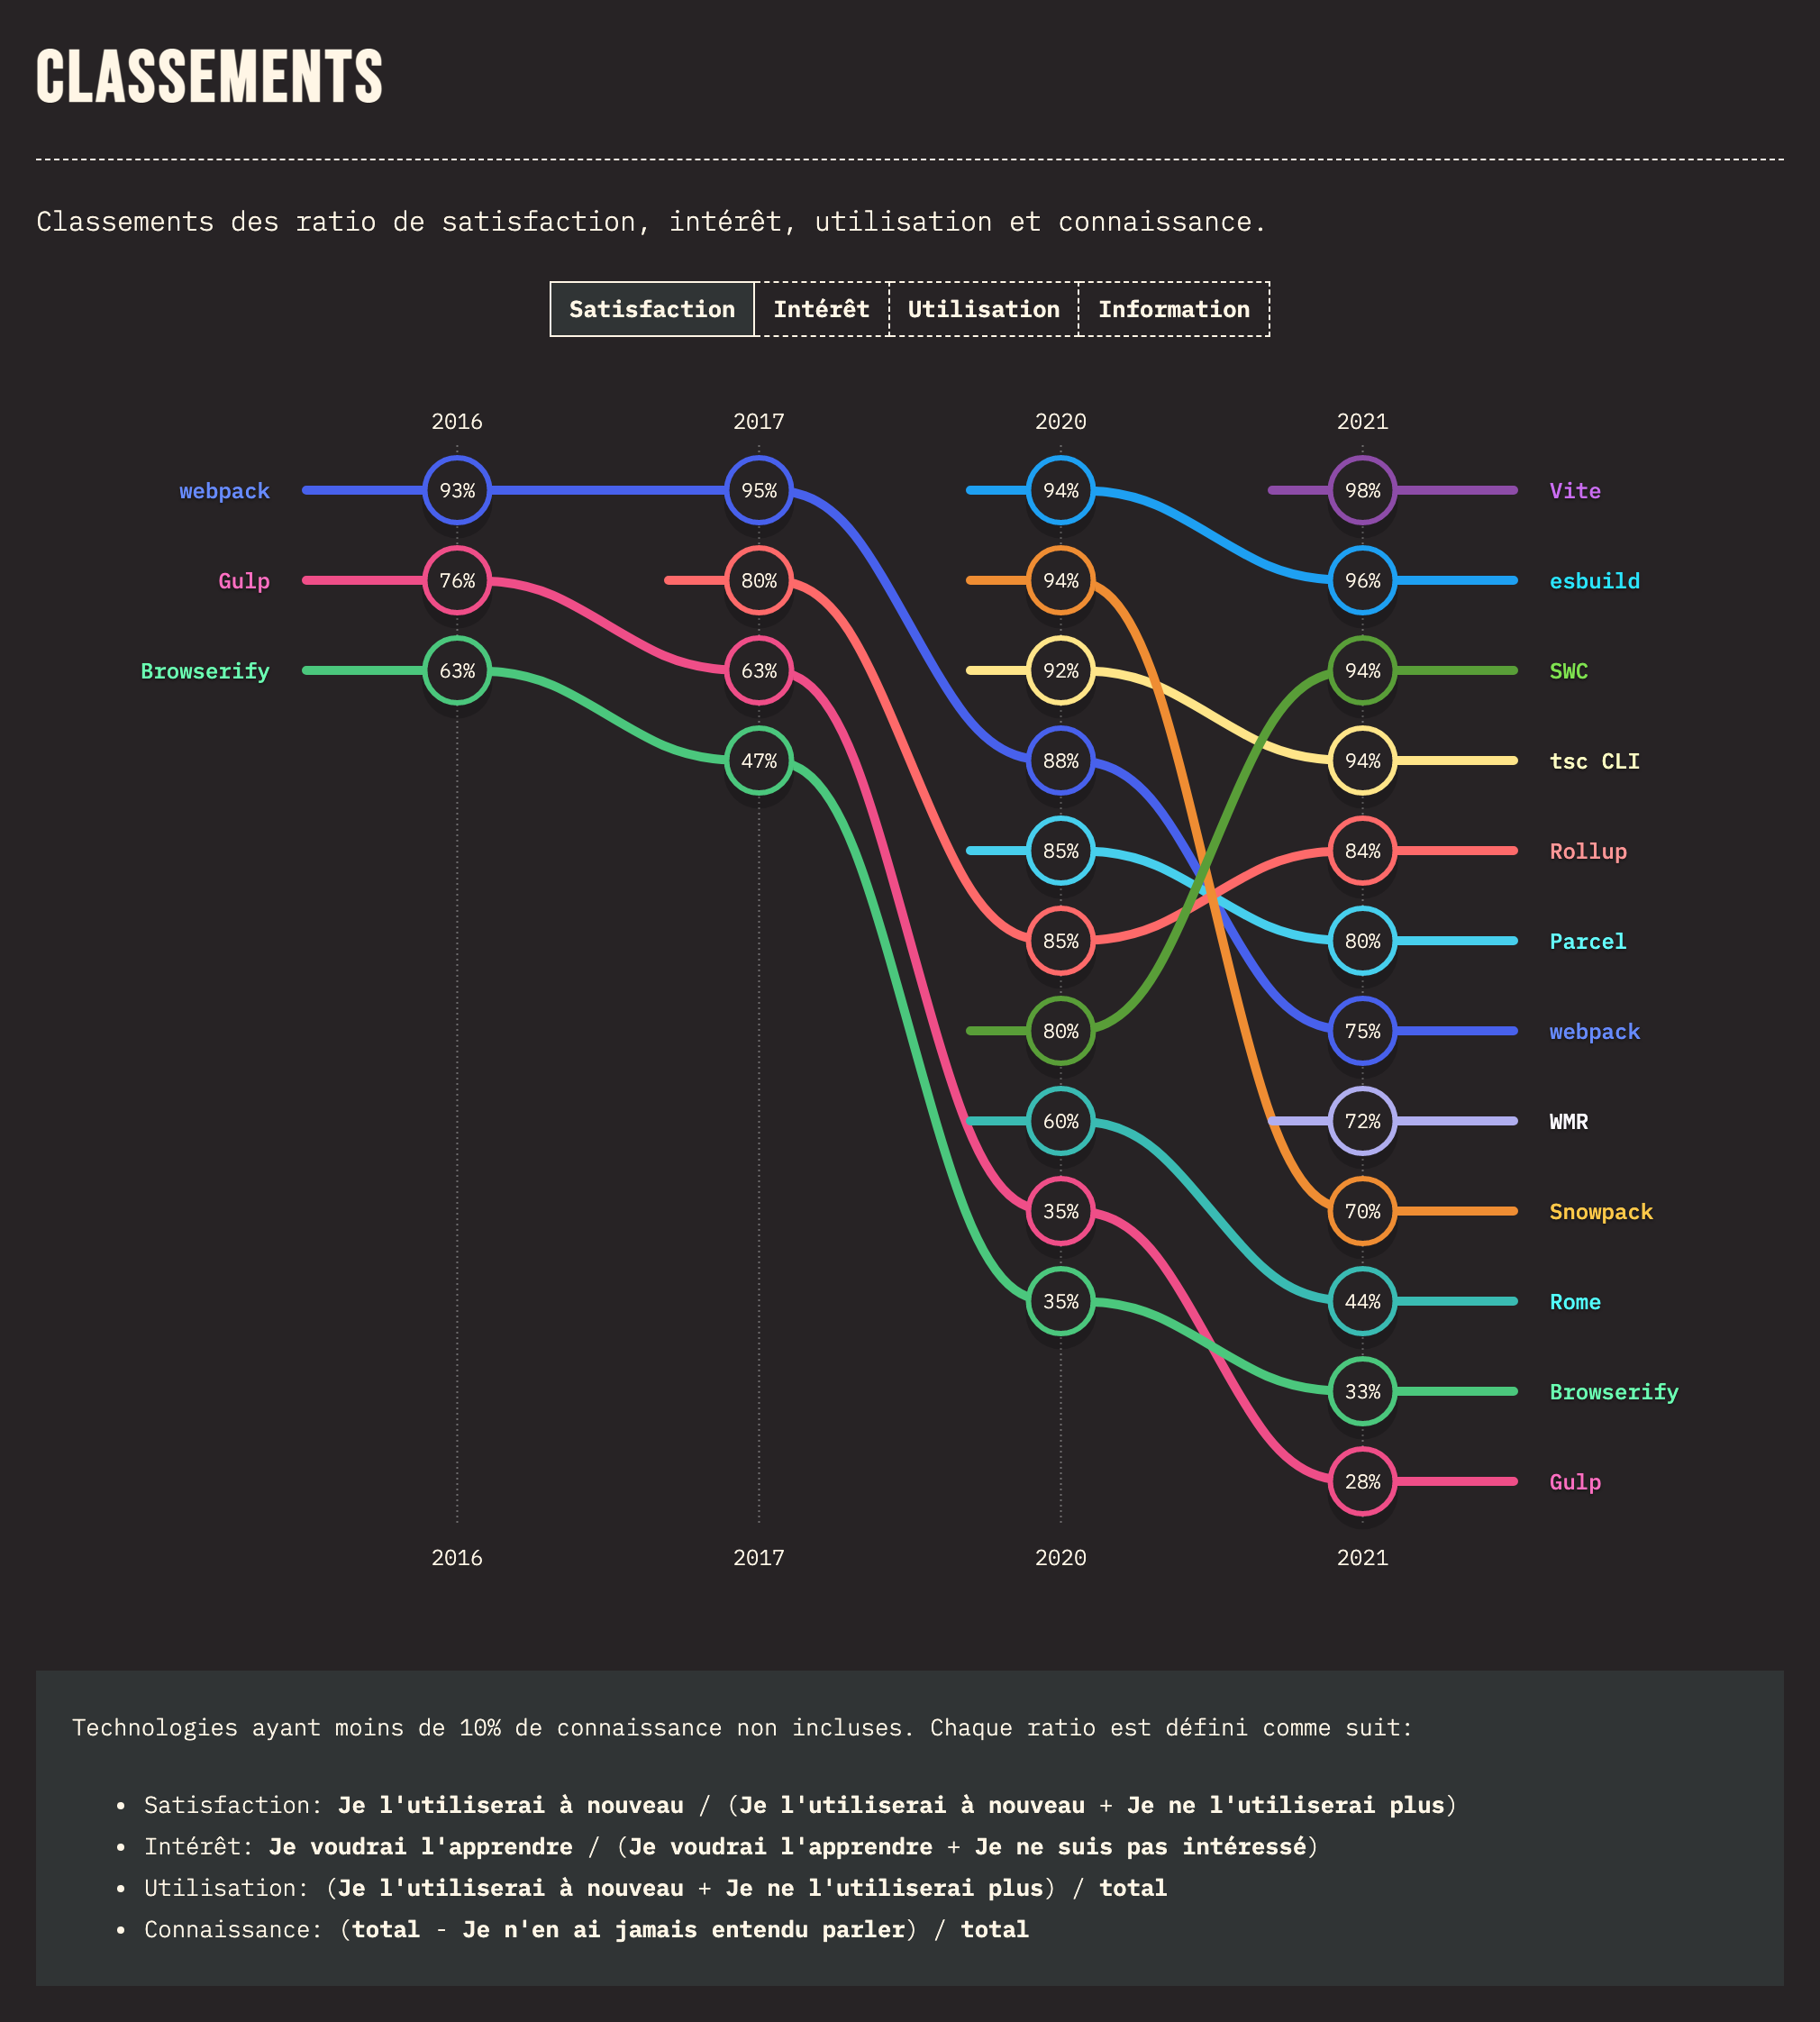 CLASSEMENTS
Classements des ratio de satisfaction, intérêt, utilisation et connaissance.
Satisfaction Intérêt Utilisation Information
2016 2017 2020 2021
webpack 93% 95% 94% 98% Vite
Gulp 76% 80% 94% 96% esbuild
Browserify 63% 63% 92% 94% SWC
47% 88% 94% tsc CLI
85% 84% Rollup
85% 80% Parcel
80% 75% webpack
60% 72% WMR
35% 70% Snowpack
35% 44% Rome
33% Browserify
28% Gulp
2016 2017 2020 2021
Technologies ayant moins de 10% de connaissance non incluses. Chaque ratio est défini comme suit:
• Satisfaction: Je l'utiliserai à nouveau / (Je l'utiliserai à nouveau + Je ne l'utiliserai plus)
• Intérêt: Je voudrai l'apprendre / (Je voudrai l'apprendre + Je ne suis pas intéressé)
• Utilisation: (Je l'utiliserai à nouveau + Je ne l'utiliserai plus) / total
• Connaissance: (total - Je n'en ai jamais entendu parler) / total